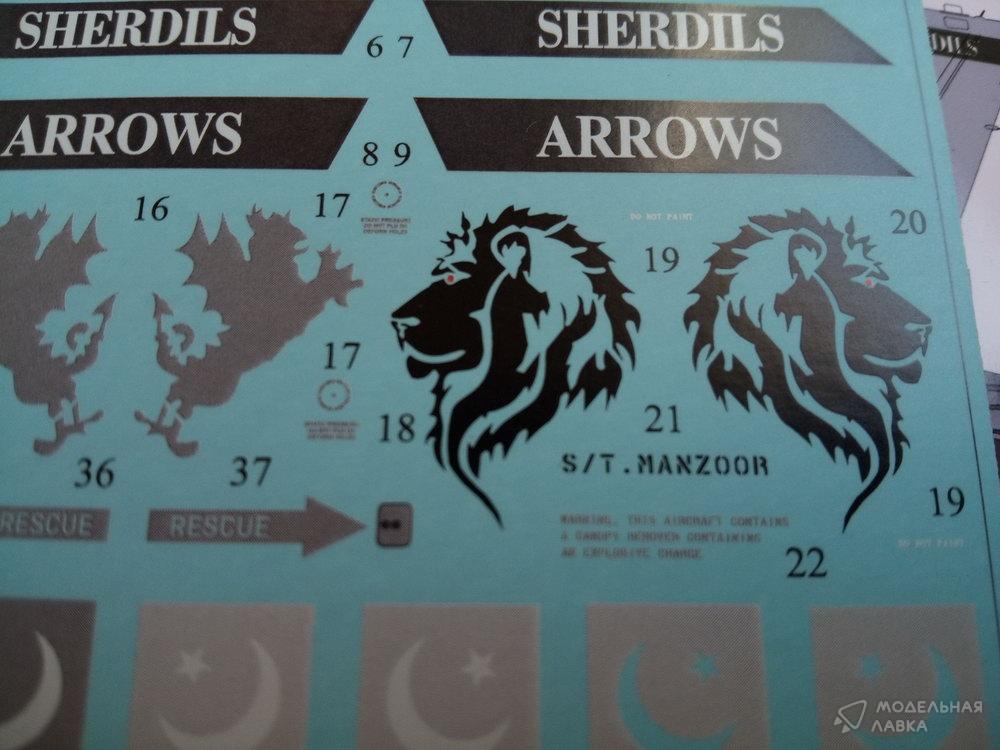 SHERDILS
6 7
SHERDILS
ARROWS
8 9
ARROWS
16
17
DO NOT PAINT
20
19
17
18
21
S/T.MANZOOR
36
37
19
RESCUE
RESCUE
WARNING, THIS AIRCRAFT CONTAINS
A CANOPY REMOVER CONTAINING
AN EXPLOSIVE CHARGE
22
DO NOT PAINT
МОДЕЛЬНАЯ
ЛАВКА